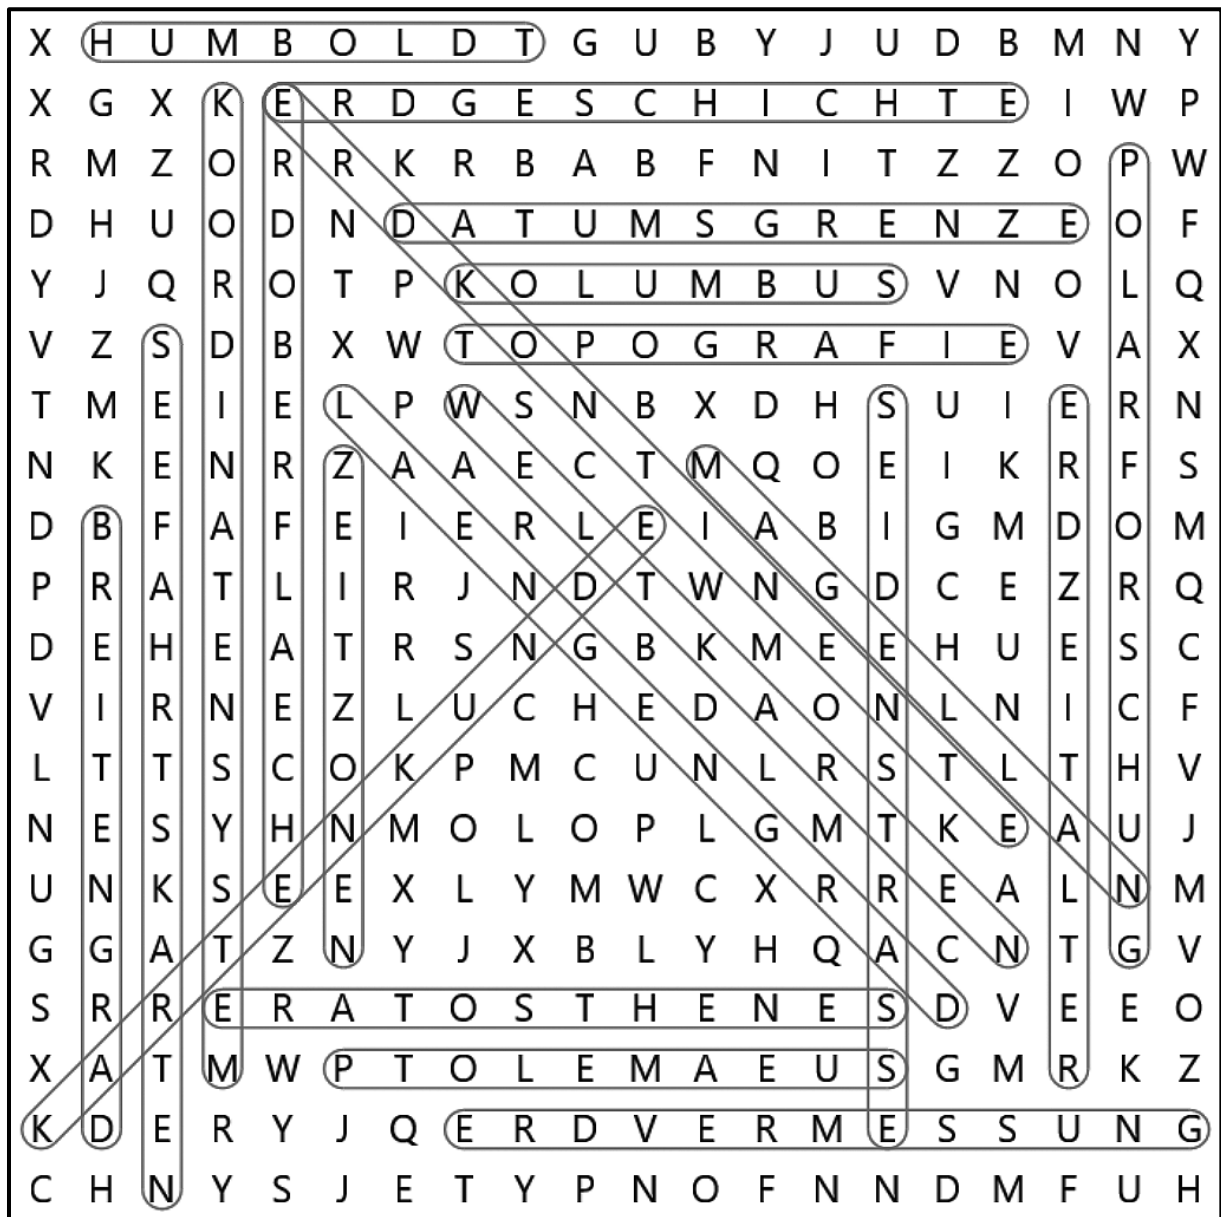 X H U M B O L D T G U B Y J U D B M N Y
X G X K E R D G E S C H I C H T E I W P
R M Z O R R K R B A B F N I T Z Z O P W
D H U O D N D A T U M S G R E N Z E O F
Y J Q R O T P K O L U M B U S V N O L Q
V Z S D B X W T O P O G R A F I E V A X
T M E I E L P W S N B X D H S U I E R N
N K E N R Z A A E C T M Q O E I K R F S
D B F A F E I E R L E I A B I G M D O M
P R A T L I R J N D T W N G D C E Z R Q
D E H E A T R S N G B K M E E H U E S C
V I R N E Z L U C H E D A O N L N I C F
L T T S C O K P M C U N L R S T L T H V
N E S Y H N M O L O P L G M T K E A U J
U N K S E E X L Y M W C X R R E A L N M
G G A T Z N Y J X B L Y H Q A C N T G V
S R R E R A T O S T H E N E S D V E E O
X A T M W P T O L E M A E U S G M R K Z
K D E R Y J Q E R D V E R M E S S U N G
C H N Y S J E T Y P N O F N N D M F U H